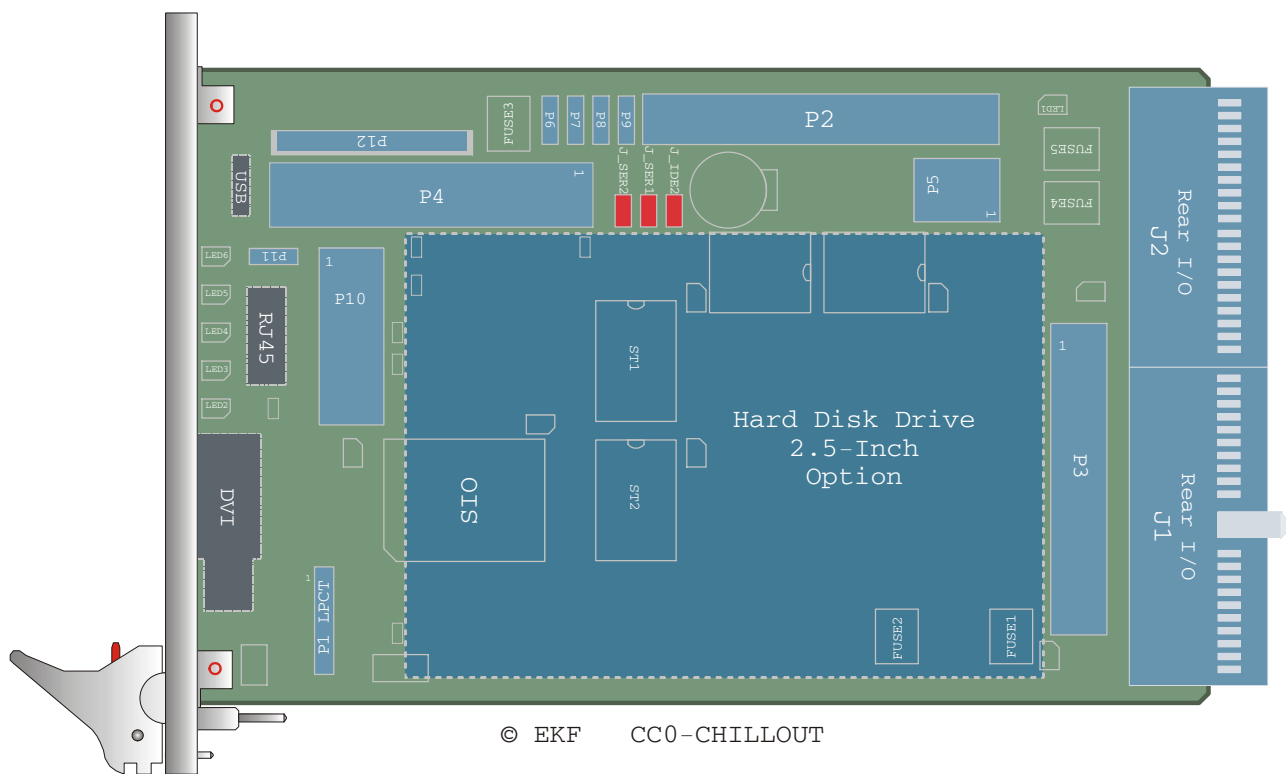 LED1
FUSE3
P6
P7
P8
P9
P2
P12
FUSE5
J_SER2
J_SER1
J_IDE2
USB
P4
1
P5
1
FUSE4
Rear I/O
J2
LED6
P11
1
P10
LED5
RJ45
LED4
LED3
LED2
ST1
1
Hard Disk Drive
2.5-Inch
Option
P3
DVI
OIS
ST2
Rear I/O
J1
1
P1 LPCT
FUSE2
FUSE1
© EKF CC0-CHILLOUT